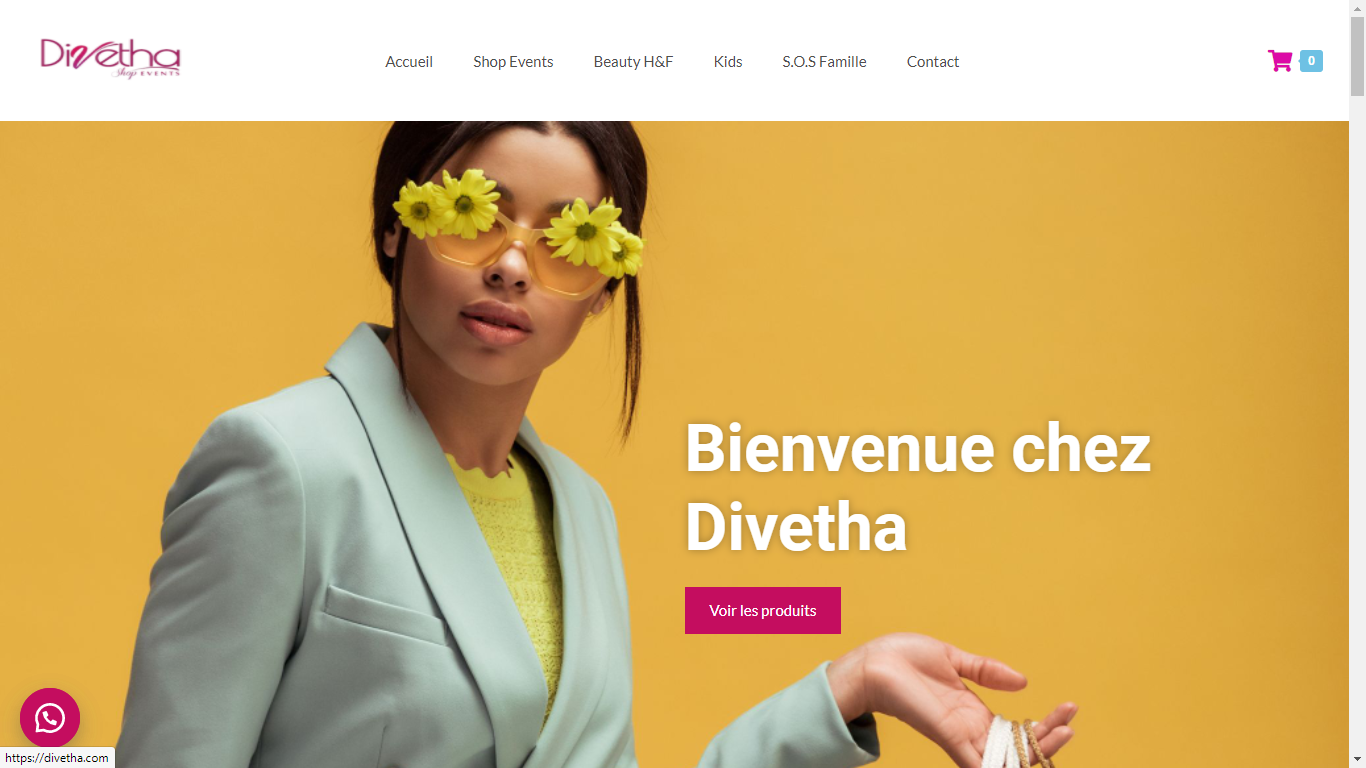 Divetha
Shop EVENTS
Accueil
Shop Events
Beauty H&F
Kids
S.O.S Famille
Contact
0
Bienvenue chez
Divetha
Voir les produits
https://divetha.com